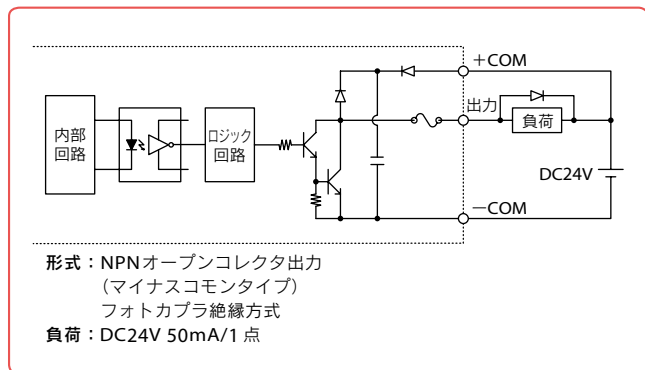 +COM
出力
内部
回路
ロジック
回路
負荷
DC24V
－COM
形式：NPNオープンコレクタ出力
（マイナスコモンタイプ）
フォトカプラ絶縁方式
負荷：DC24V 50mA/1 点